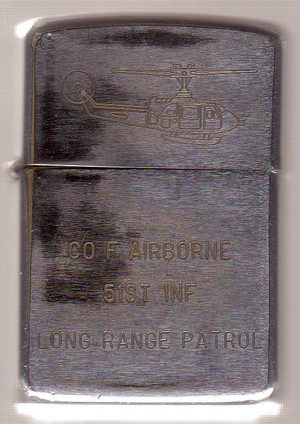 CO F AIRBORNE
51ST INF
LONG RANGE PATROL